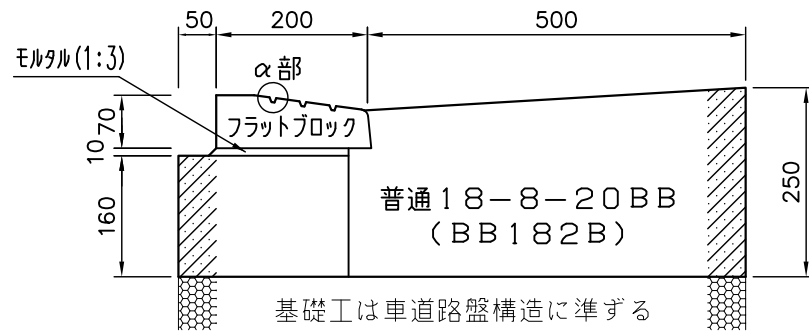 50 200 500
モルタル(1:3)
α部
フラットブロック
70
10
160
250
普通18-8-20BB
(BB182B)
基礎工は車道路盤構造に準ずる